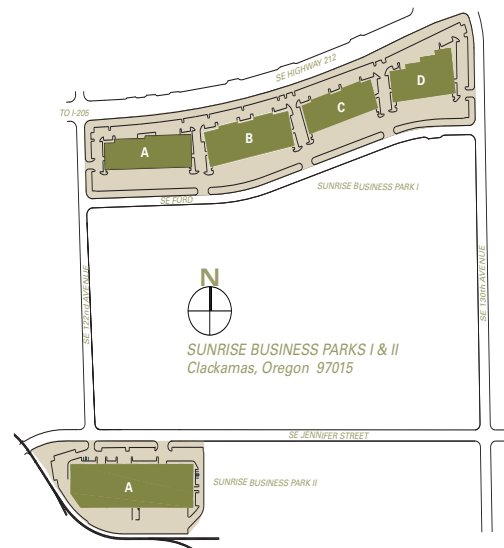 SE HIGHWAY 212
TO I-205
D
C
B
A
SUNRISE BUSINESS PARK I
SE FORD
SE 122nd AVENUE
SE 130th AVENUE
N
SUNRISE BUSINESS PARKS I & II
Clackamas, Oregon 97015
SE JENNIFER STREET
A
SUNRISE BUSINESS PARK II